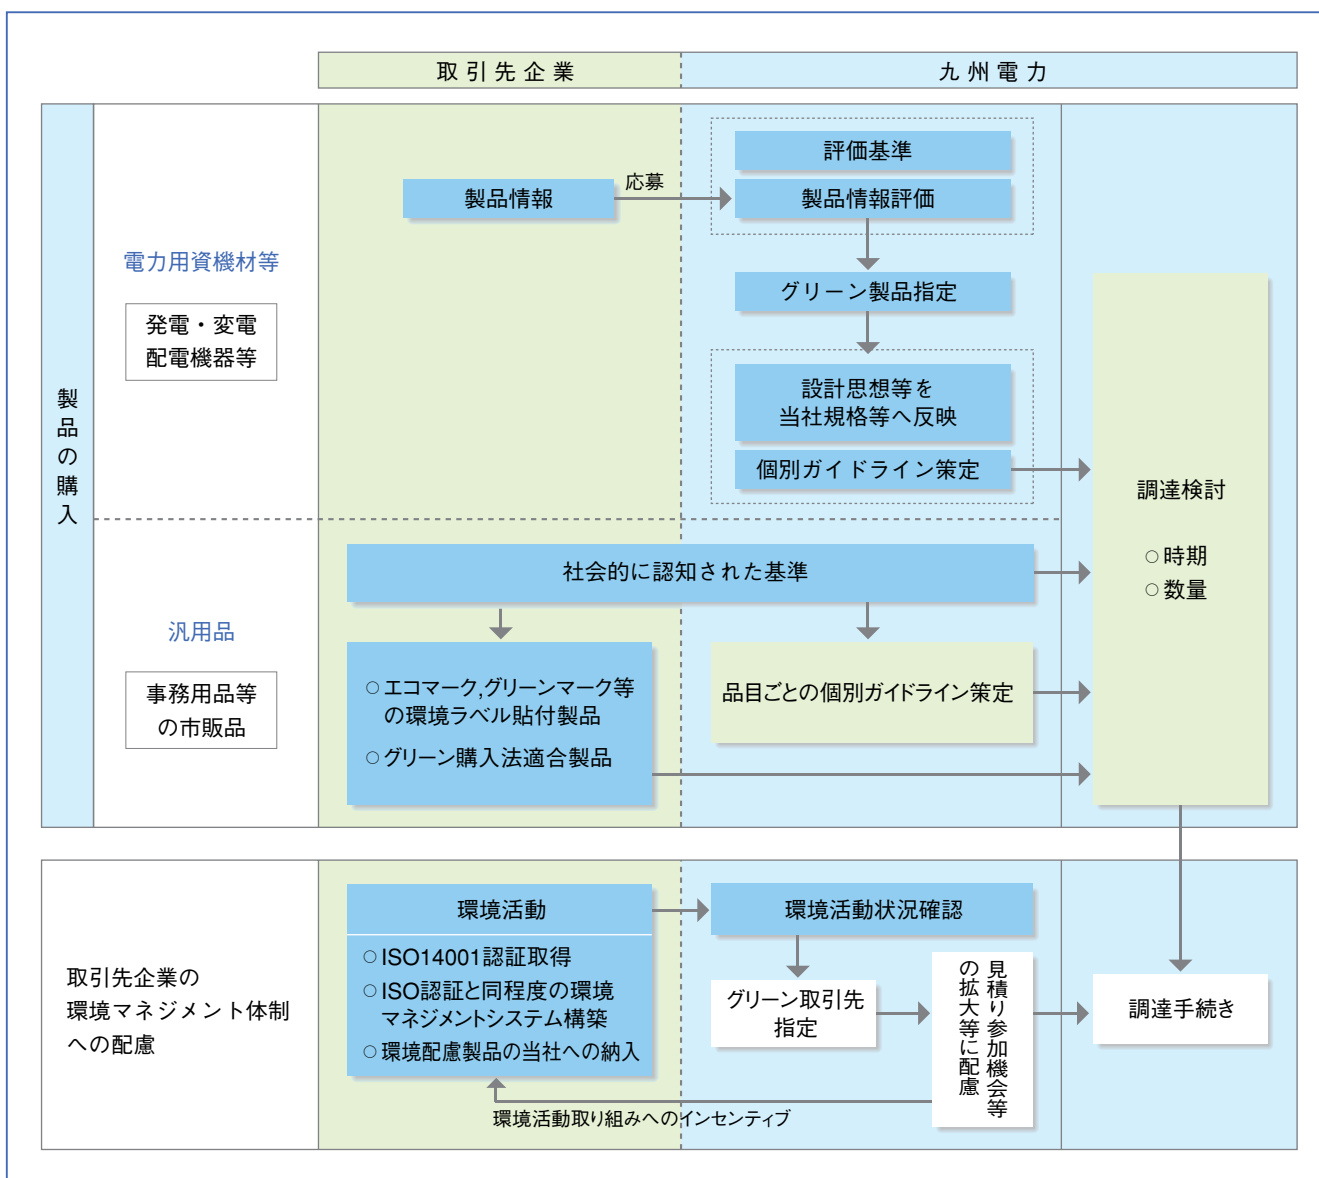 取引先企業
九州電力
製品の購入
電力用資機材等
発電・変電
配電機器等
製品情報
応募
評価基準
製品情報評価
グリーン製品指定
設計思想等を
当社規格等へ反映
個別ガイドライン策定
調達検討
○時期
○数量
汎用品
事務用品等
の市販品
社会的に認知された基準
○エコマーク,グリーンマーク等
の環境ラベル貼付製品
○グリーン購入法適合製品
品目ごとの個別ガイドライン策定
取引先企業の
環境マネジメント体制
への配慮
環境活動
○ISO14001認証取得
○ISO認証と同程度の環境
マネジメントシステム構築
○環境配慮製品の当社への納入
環境活動状況確認
グリーン取引先
指定
見積り参加機会等
の拡大等に配慮
調達手続き
環境活動取り組みへのインセンティブ